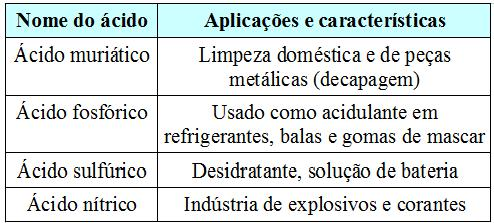 Nome do ácido Aplicações e características
Ácido muriático Limpeza doméstica e de peças
metálicas (decapagem)
Ácido fosfórico Usado como acidulante em
refrigerantes, balas e gomas de mascar
Ácido sulfúrico Desidratante, solução de bateria
Ácido nítrico Indústria de explosivos e corantes